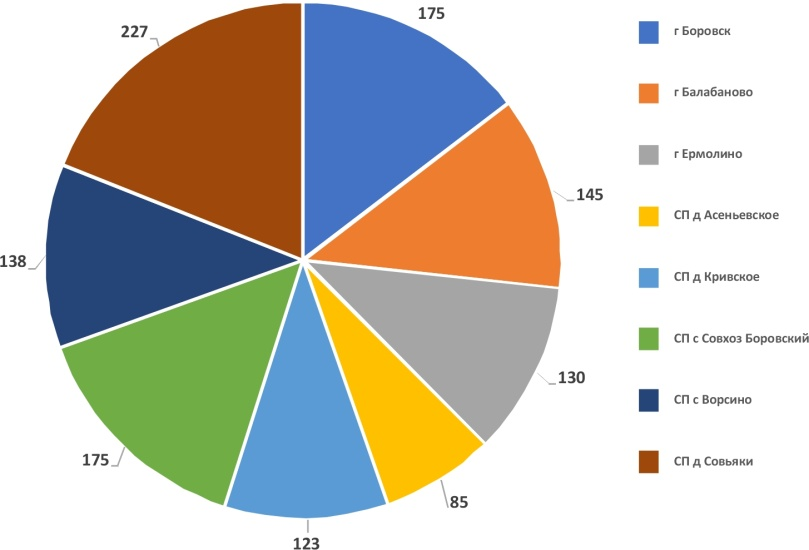 175
227
145
138
130
175
85
123
г Боровск
г Балабаново
г Ермолино
СП д Асеньевское
СП д Кривское
СП с Совхоз Боровский
СП с Ворсино
СП д Совьяки